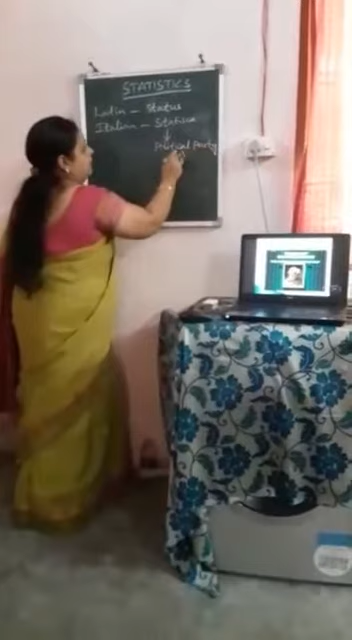 STATISTICS
Latin - Status
Italian - Statista
↓
Political Party